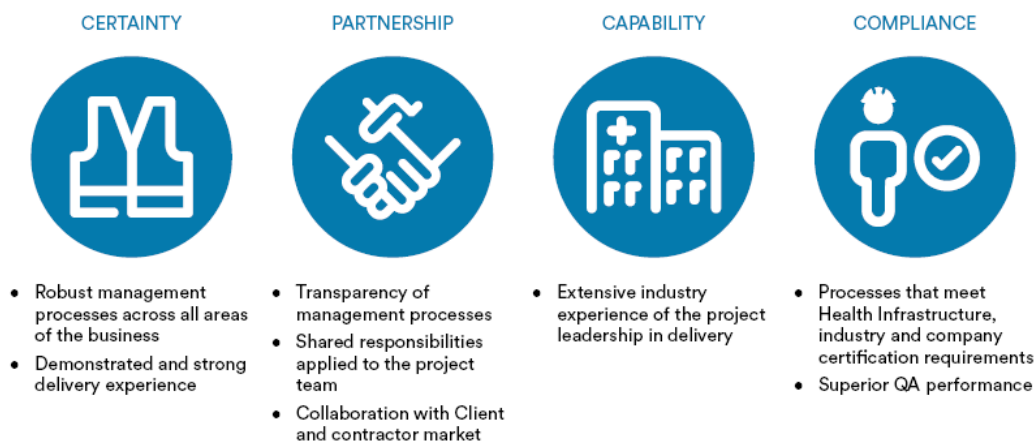 CERTAINTY
• Robust management
processes across all areas
of the business
• Demonstrated and strong
delivery experience
PARTNERSHIP
• Transparency of
management processes
• Shared responsibilities
applied to the project
team
• Collaboration with Client
and contractor market
CAPABILITY
• Extensive industry
experience of the project
leadership in delivery
COMPLIANCE
• Processes that meet
Health Infrastructure,
industry and company
certification requirements
• Superior QA performance